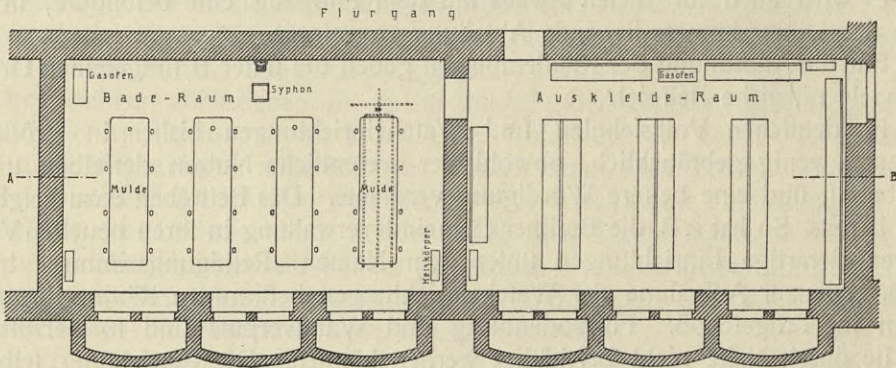 Flurgang
Gasofen
Bade-Raum
Syphon
Gasofen
Auskleide-Raum
A
Mulde
Mulde
B
Heizkörper